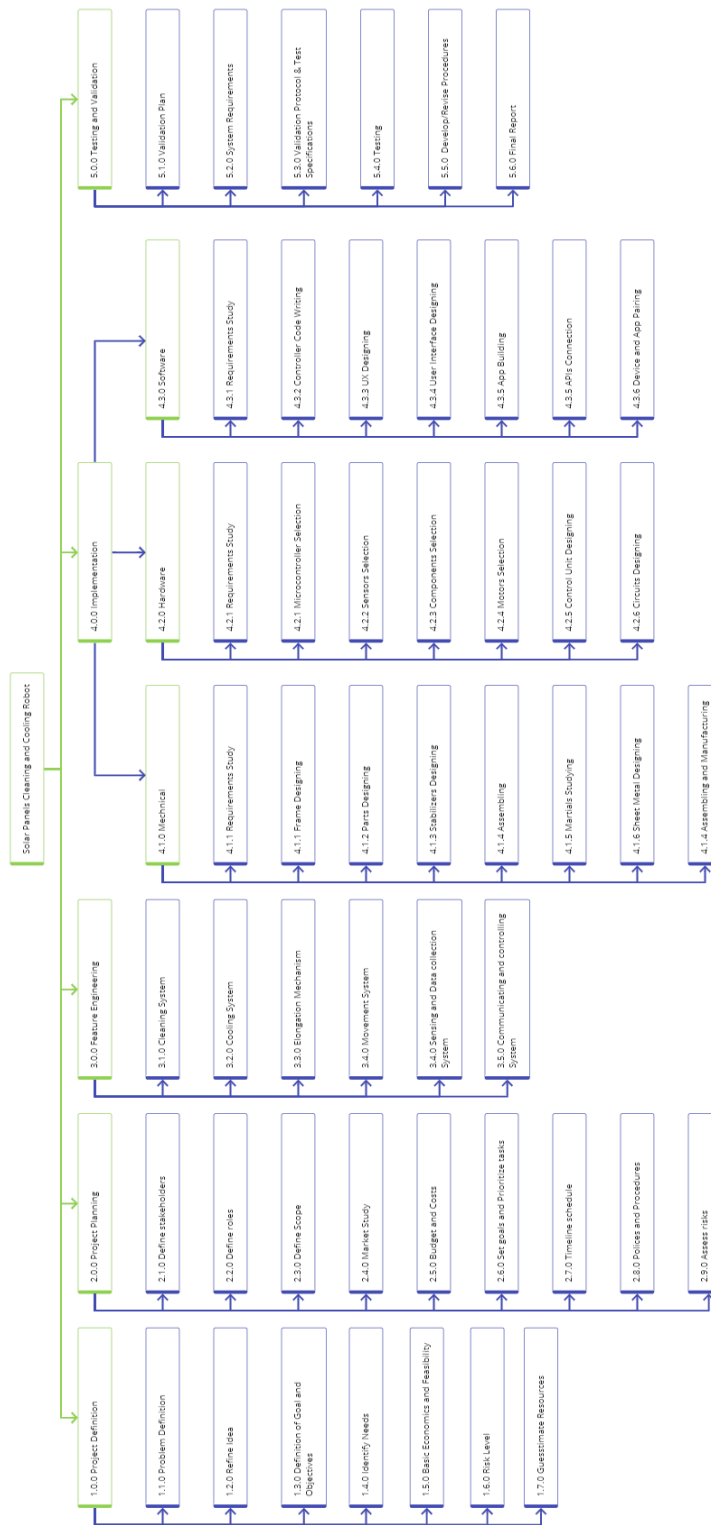 Solar Panels Cleaning and Cooling Robot
1.0.0 Project Definition
1.1.0 Problem Definition
1.2.0 Refine Idea
1.3.0 Definition of Goal and
Objectives
1.4.0 Identify Needs
1.5.0 Basic Economics and Feasibility
1.6.0 Risk Level
1.7.0 Guesstimate Resources
2.0.0 Project Planning
2.1.0 Define stakeholders
2.2.0 Define roles
2.3.0 Define Scope
2.4.0 Market Study
2.5.0 Budget and Costs
2.6.0 Set goals and Prioritize tasks
2.7.0 Timeline schedule
2.8.0 Polices and Procedures
2.9.0 Assess risks
3.0.0 Feature Engineering
3.1.0 Cleaning System
3.2.0 Cooling System
3.3.0 Elongation Mechanism
3.4.0 Movement System
3.4.0 Sensing and Data collection
System
3.5.0 Communicating and controlling
System
4.0.0 Implementation
4.1.0 Mechnical
4.1.1 Requirements Study
4.1.1 Frame Designing
4.1.2 Parts Designing
4.1.3 Stabilizers Designing
4.1.4 Assembling
4.1.5 Martials Studying
4.1.6 Sheet Metal Designing
4.1.4 Assembling and Manufacturing
4.2.0 Hardware
4.2.1 Requirements Study
4.2.1 Microcontroller Selection
4.2.2 Sensors Selection
4.2.3 Components Selection
4.2.4 Motors Selection
4.2.5 Control Unit Designing
4.2.6 Circuits Designing
4.3.0 Software
4.3.1 Requirements Study
4.3.2 Controller Code Writing
4.3.3 UX Designing
4.3.4 User Interface Designing
4.3.5 App Building
4.3.5 APIs Connection
4.3.6 Device and App Pairing
5.0.0 Testing and Validation
5.1.0 Validation Plan
5.2.0 System Requirements
5.3.0 Validation Protocol & Test
Specifications
5.4.0 Testing
5.5.0 Develop/Revise Procedures
5.6.0 Final Report